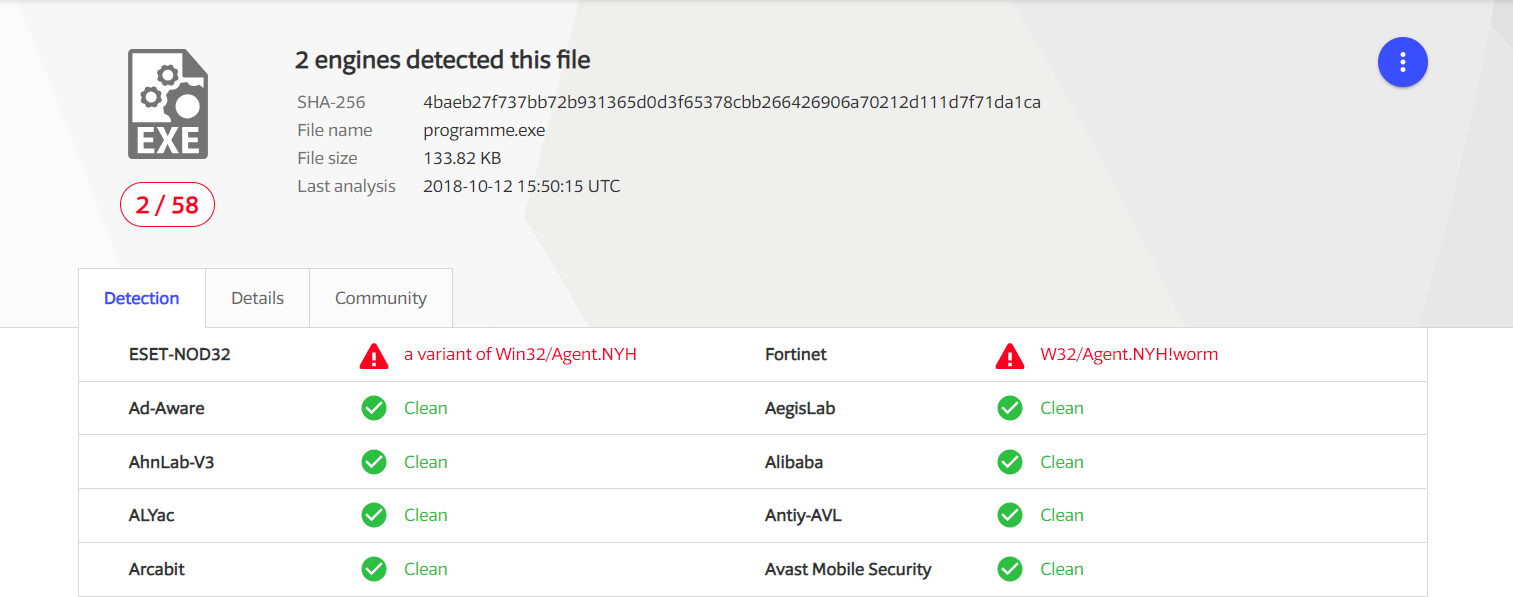 2 engines detected this file
SHA-256 4baeb27f737bb72b931365d0d3f65378cbb266426906a70212d111d7f71da1ca
File name programme.exe
File size 133.82 KB
Last analysis 2018-10-12 15:50:15 UTC
EXE
2 / 58
Detection Details Community
ESET-NOD32 a variant of Win32/Agent.NYH Fortinet W32/Agent.NYH!worm
Ad-Aware Clean AegisLab Clean
AhnLab-V3 Clean Alibaba Clean
ALYac Clean Antiy-AVL Clean
Arcabit Clean Avast Mobile Security Clean